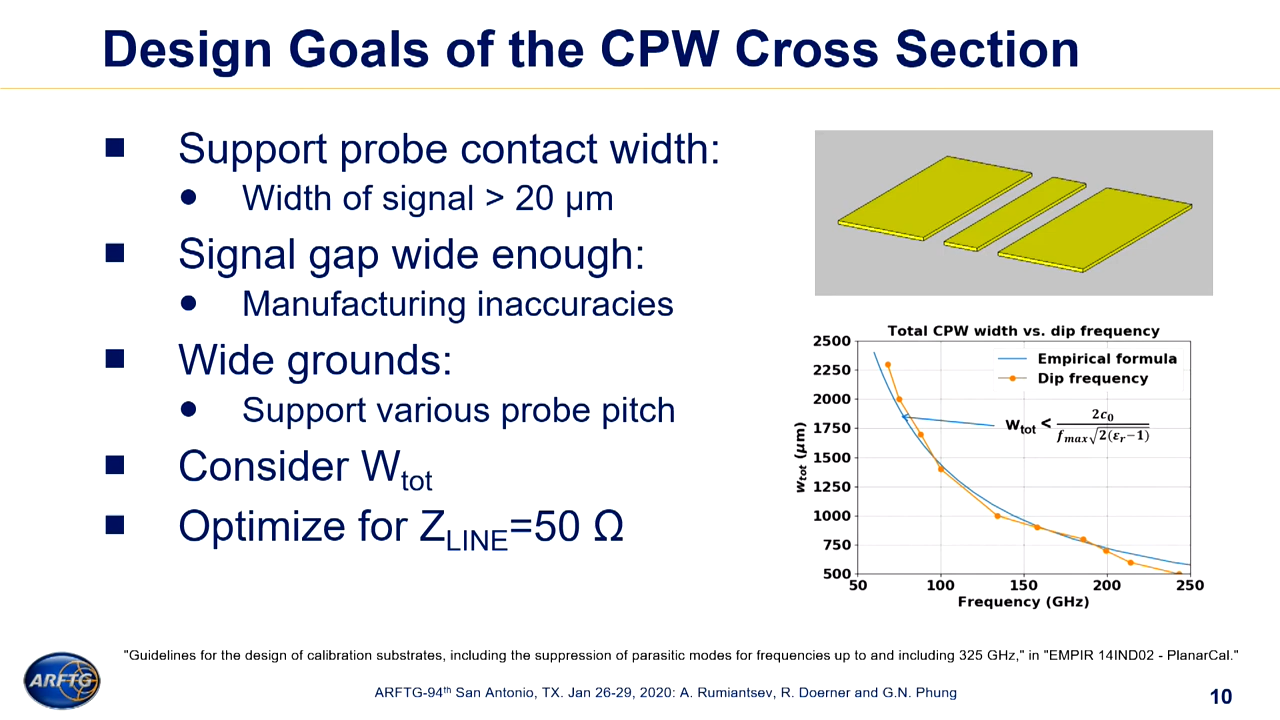 Design Goals of the CPW Cross Section
■ Support probe contact width:
● Width of signal > 20 µm
■ Signal gap wide enough:
● Manufacturing inaccuracies
■ Wide grounds:
● Support various probe pitch
■ Consider Wtot
■ Optimize for ZLINE=50 Ω
Total CPW width vs. dip frequency
Empirical formula
Dip frequency
wtot < 2c0 / fmax√2(εr−1)
wtot (µm)
2500
2250
2000
1750
1500
1250
1000
750
500
50 100 150 200 250
Frequency (GHz)
"Guidelines for the design of calibration substrates, including the suppression of parasitic modes for frequencies up to and including 325 GHz," in "EMPIR 14IND02 - PlanarCal."
ARFTG
ARFTG-94th San Antonio, TX. Jan 26-29, 2020: A. Rumiantsev, R. Doerner and G.N. Phung
10